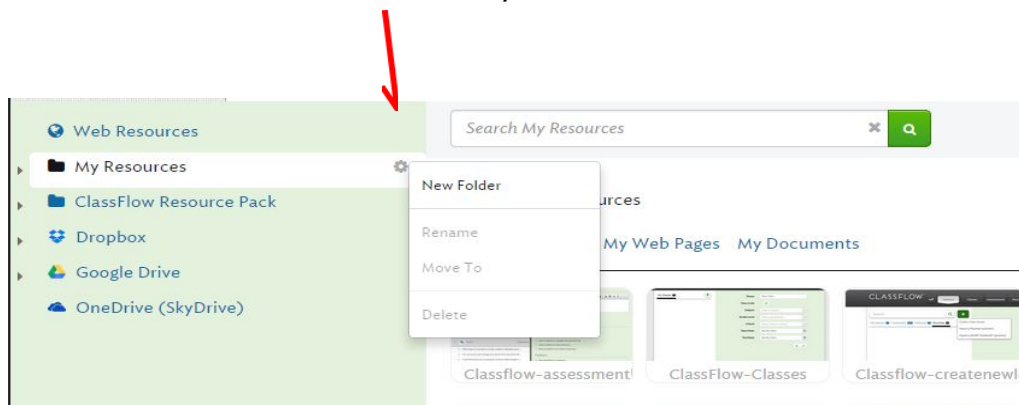 Web Resources
My Resources
ClassFlow Resource Pack
Dropbox
Google Drive
OneDrive (SkyDrive)
Search My Resources
New Folder
Rename
Move To
Delete
urces
My Web Pages My Documents
CLASSFLOW
Classflow-assessment
ClassFlow-Classes
Classflow-createnewl